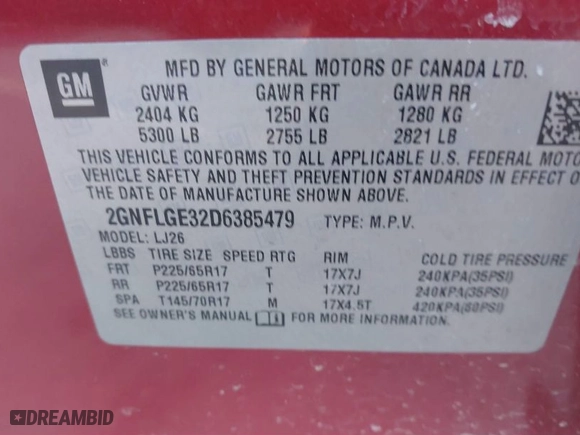 GM
MFD BY GENERAL MOTORS OF CANADA LTD.
GVWR GAWR FRT GAWR RR
2404 KG 1250 KG 1280 KG
5300 LB 2755 LB 2821 LB
THIS VEHICLE CONFORMS TO ALL APPLICABLE U.S. FEDERAL MOTO
VEHICLE SAFETY AND THEFT PREVENTION STANDARDS IN EFFECT O
THE DATE OF MANUFACTURE SHOWN ABOVE.
2GNFLGE32D6385479 TYPE: M.P.V.
MODEL: LJ26
LBBS TIRE SIZE SPEED RTG RIM COLD TIRE PRESSURE
FRT P225/65R17 T 17X7J 240KPA(35PSI)
RR P225/65R17 T 17X7J 240KPA(35PSI)
SPA T145/70R17 M 17X4.5T 420KPA(60PSI)
SEE OWNER'S MANUAL FOR MORE INFORMATION.
DREAMBID